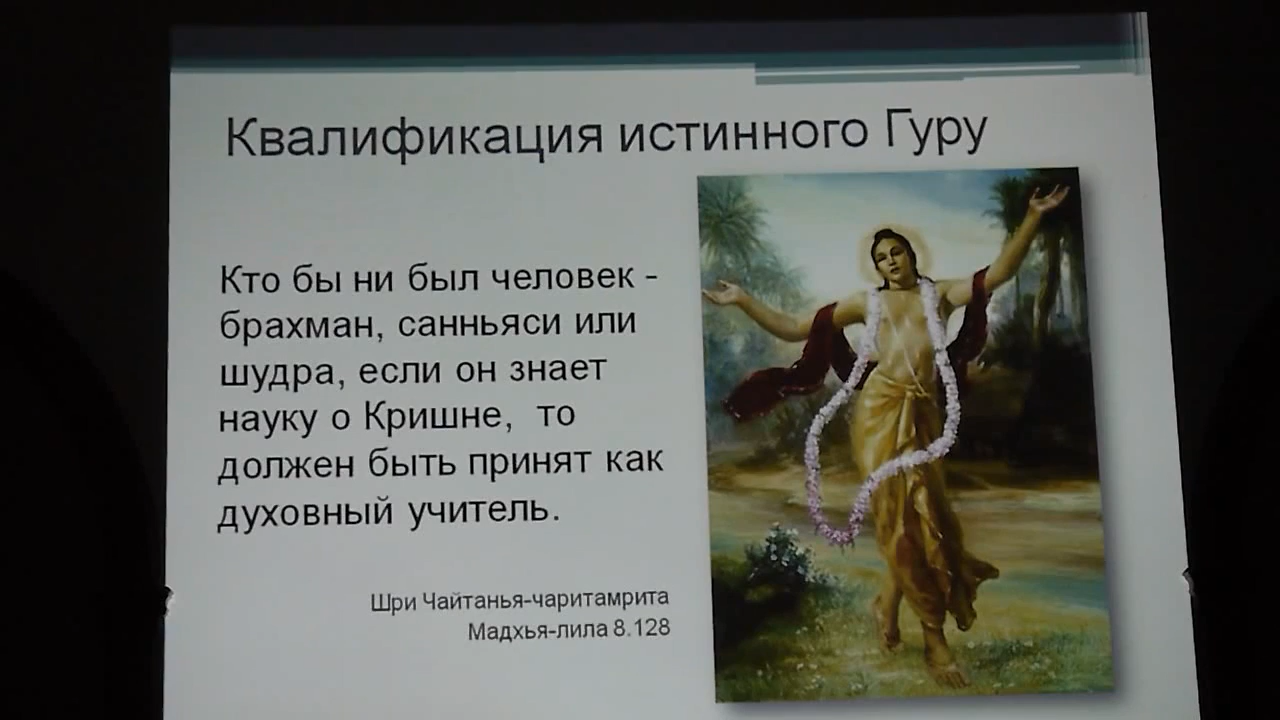 Квалификация истинного Гуру
Кто бы ни был человек -
брахман, санньяси или
шудра, если он знает
науку о Кришне, то
должен быть принят как
духовный учитель.
Шри Чайтанья-чаритамрита
Мадхья-лила 8.128